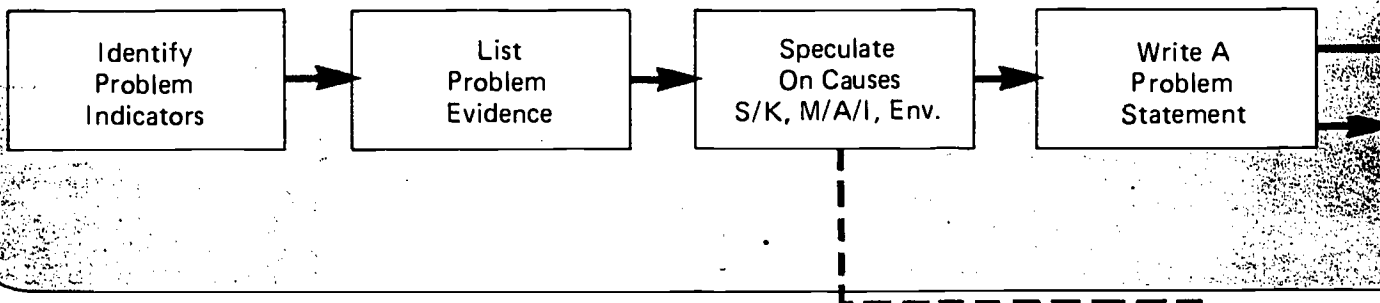 Identify
Problem
Indicators
List
Problem
Evidence
Speculate
On Causes
S/K, M/A/I, Env.
Write A
Problem
Statement